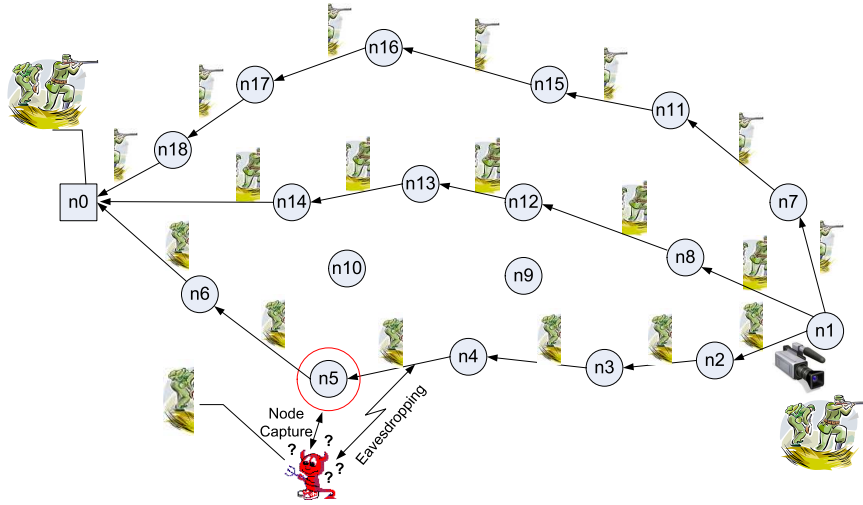 n16
n17
n15
n11
n18
n13
n14
n12
n0
n7
n8
n10
n9
n6
n1
n4
n3
n2
n5
Node
Capture
Eavesdropping
?
?
?
?
?